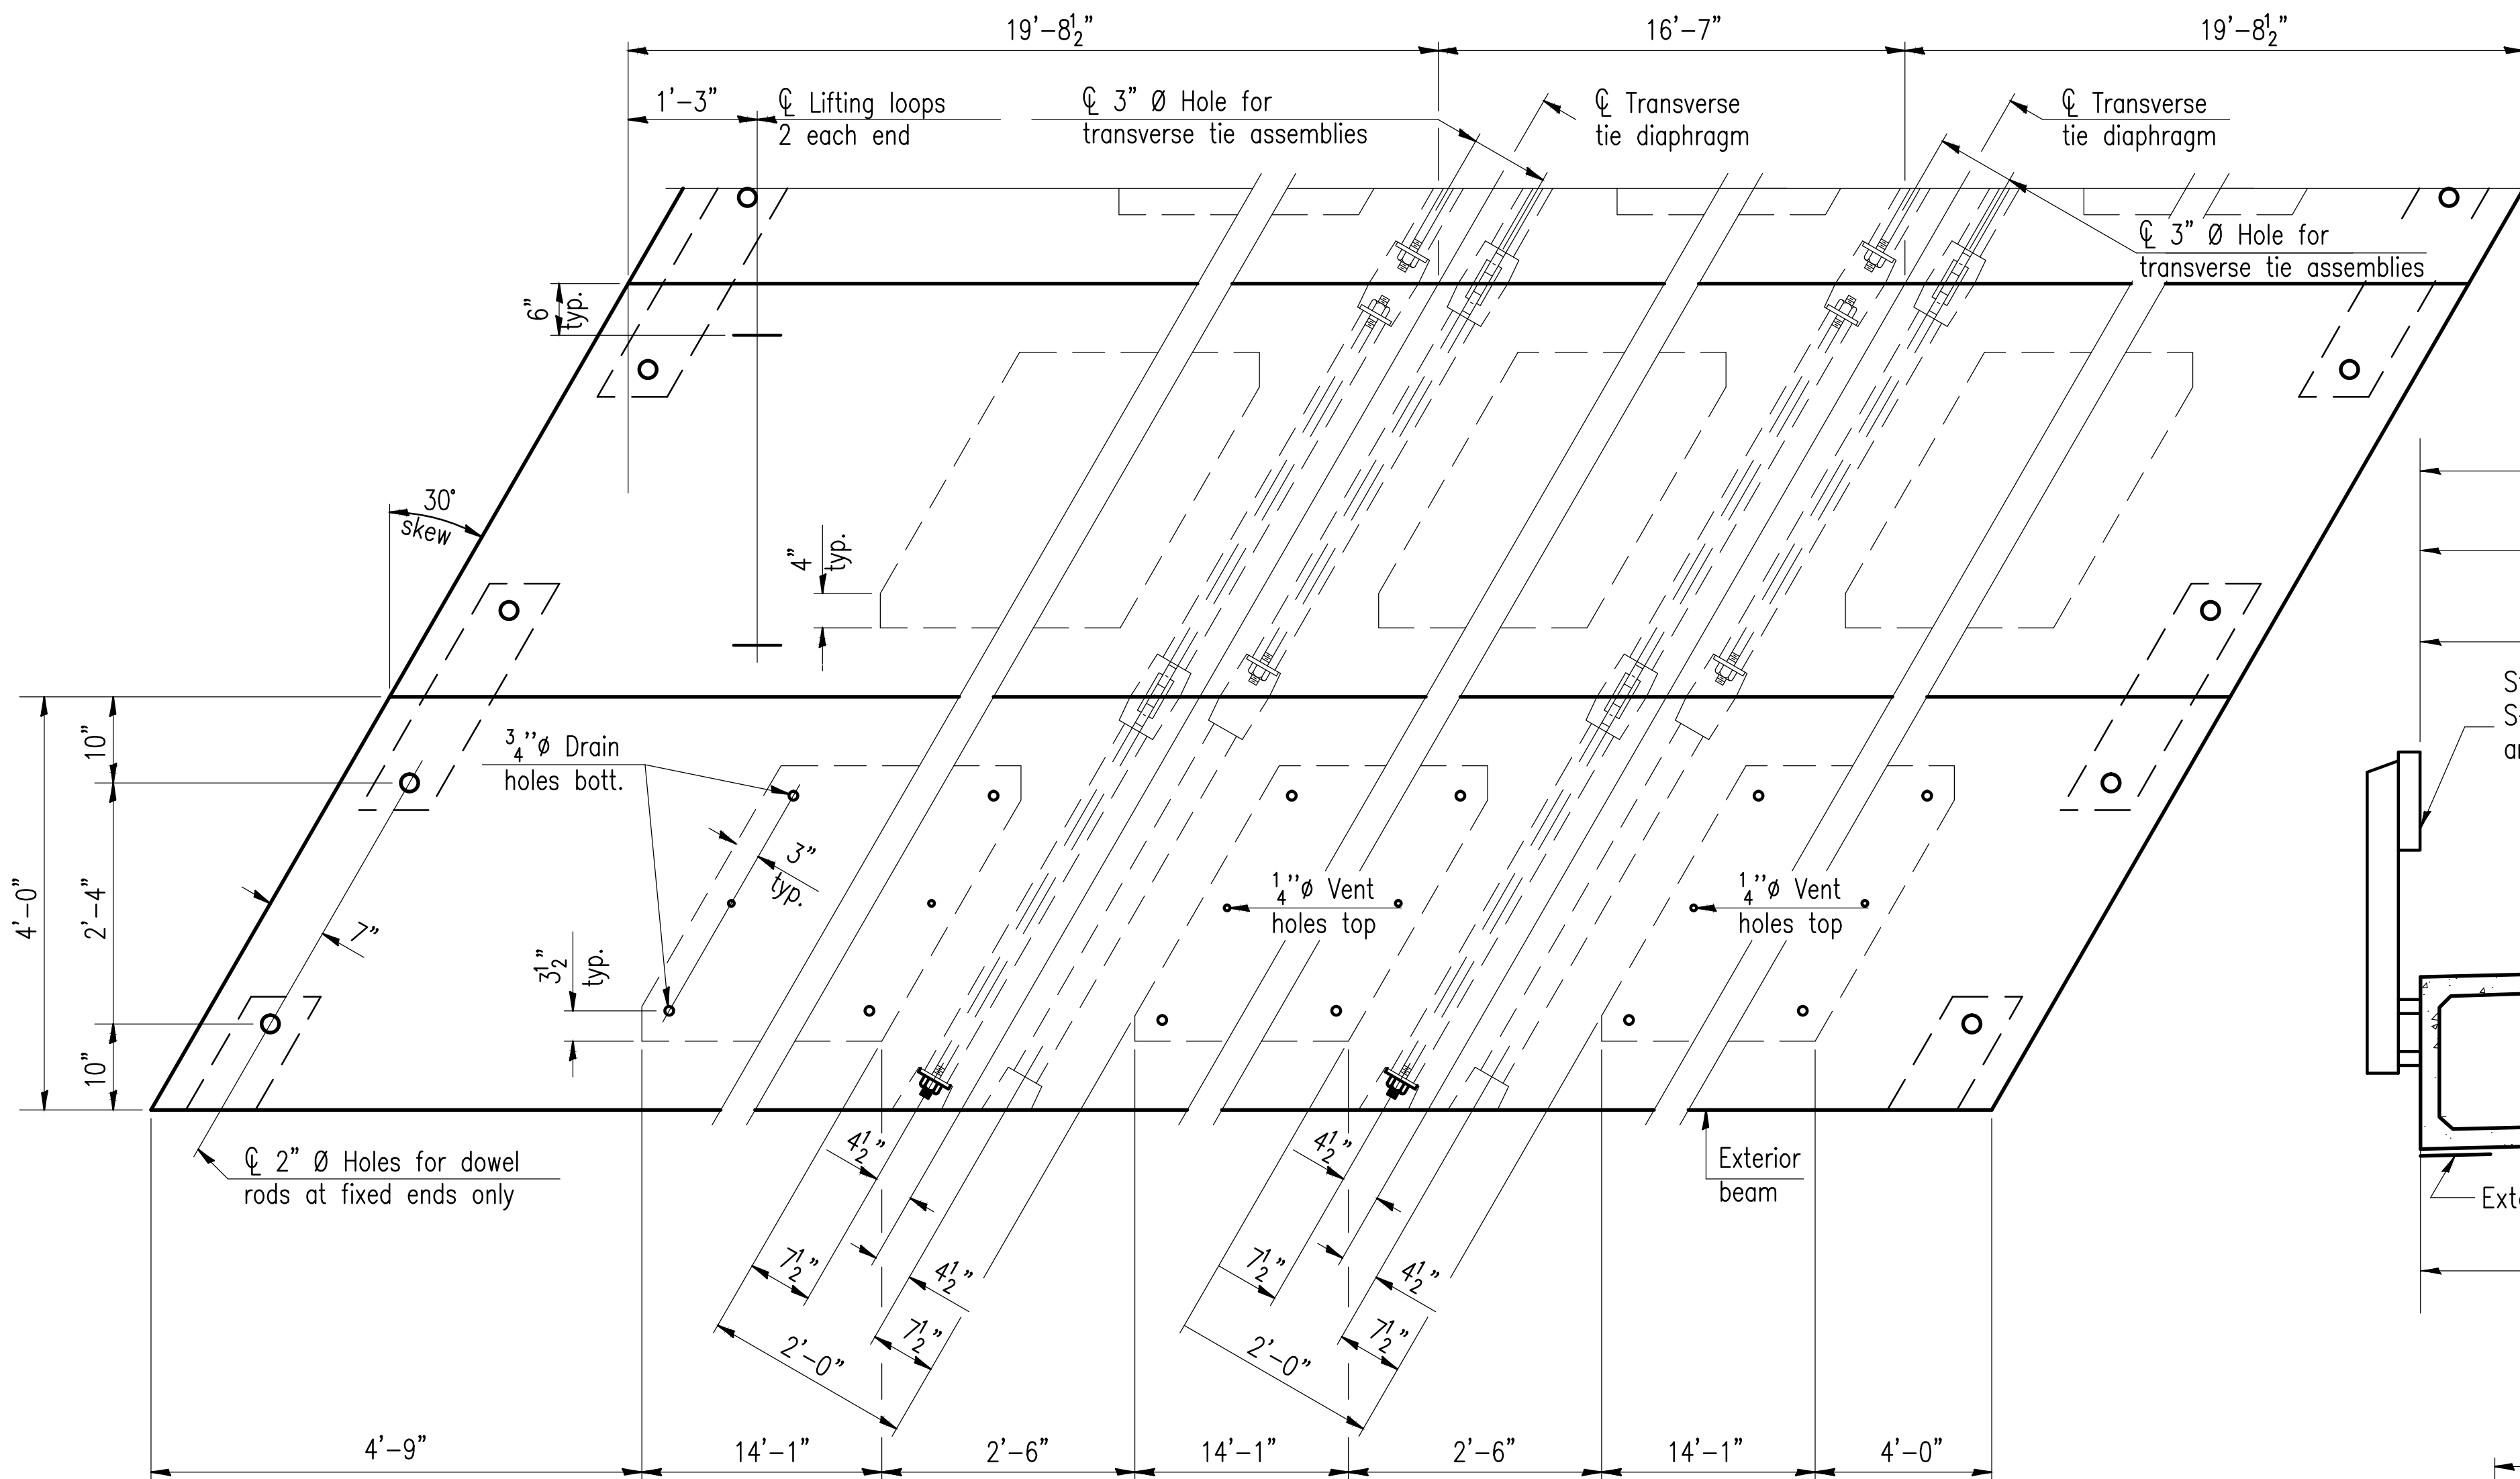 19'-8½" 16'-7" 19'-8½"
1'-3"
℄ Lifting loops
2 each end
℄ 3" Ø Hole for
transverse tie assemblies
℄ Transverse
tie diaphragm
℄ Transverse
tie diaphragm
℄ 3" Ø Hole for
transverse tie assemblies
6"
typ.
30°
skew
4"
typ.
10"
¾"ø Drain
holes bott.
3"
typ.
4'-0"
2'-4"
7"
3½"
typ.
¼"ø Vent
holes top
¼"ø Vent
holes top
10"
℄ 2" Ø Holes for dowel
rods at fixed ends only
4½"
4½"
Exterior
beam
7½"
4½"
7½"
4½"
7½"
7½"
2'-0"
2'-0"
4'-9" 14'-1" 2'-6" 14'-1" 2'-6" 14'-1" 4'-0"